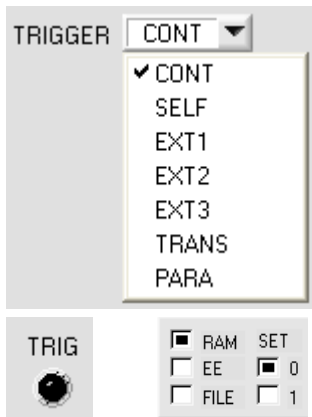 TRIGGER CONT
CONT
SELF
EXT1
EXT2
EXT3
TRANS
PARA
TRIG
RAM SET
EE 0
FILE 1